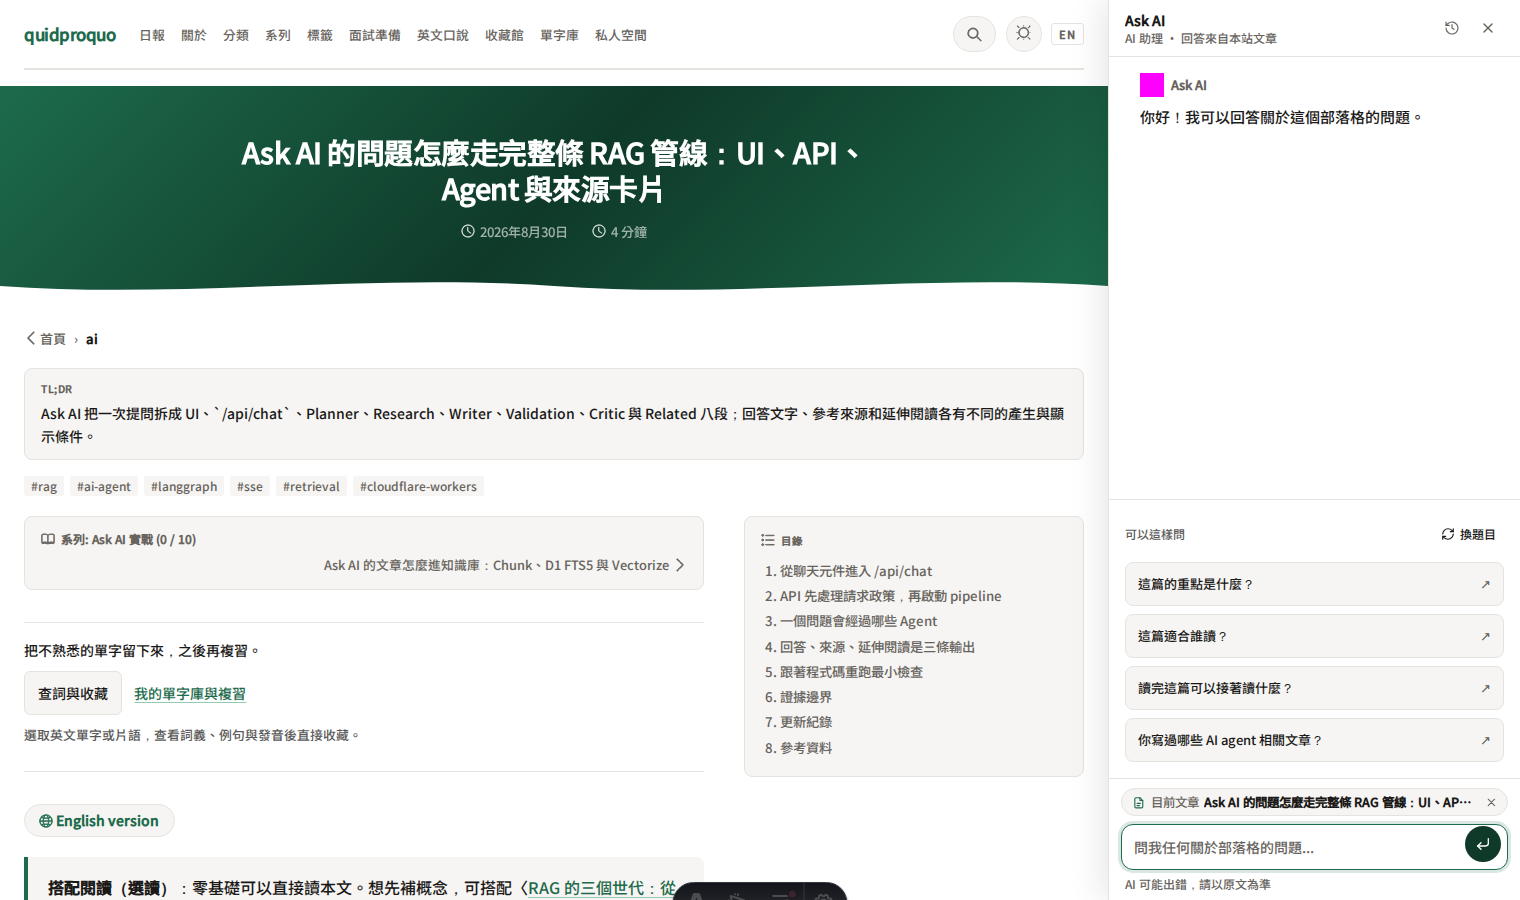 quidproquo
日報 關於 分類 系列 標籤 面試準備 英文口說 收藏館 單字庫 私人空間
EN
Ask AI 的問題怎麼走完整條 RAG 管線：UI、API、
Agent 與來源卡片
2026年8月30日 4 分鐘
首頁 › ai
TL;DR
Ask AI 把一次提問拆成 UI、`/api/chat`、Planner、Research、Writer、Validation、Critic 與 Related 八段；回答文字、參考來源和延伸閱讀各有不同的產生與顯
示條件。
#rag #ai-agent #langgraph #sse #retrieval #cloudflare-workers
系列: Ask AI 實戰 (0 / 10)
Ask AI 的文章怎麼進知識庫：Chunk、D1 FTS5 與 Vectorize
把不熟悉的單字留下來，之後再複習。
查詞與收藏 我的單字庫與複習
選取英文單字或片語，查看詞義、例句與發音後直接收藏。
English version
搭配閱讀（選讀）：零基礎可以直接讀本文。想先補概念，可搭配〈RAG 的三個世代：從
目錄
1. 從聊天元件進入 /api/chat
2. API 先處理請求政策，再啟動 pipeline
3. 一個問題會經過哪些 Agent
4. 回答、來源、延伸閱讀是三條輸出
5. 跟著程式碼重跑最小檢查
6. 證據邊界
7. 更新紀錄
8. 參考資料
Ask AI
AI 助理 · 回答來自本站文章
Ask AI
你好！我可以回答關於這個部落格的問題。
可以這樣問 換題目
這篇的重點是什麼？ ↗
這篇適合誰讀？ ↗
讀完這篇可以接著讀什麼？ ↗
你寫過哪些 AI agent 相關文章？ ↗
目前文章 Ask AI 的問題怎麼走完整條 RAG 管線：UI、AP…
問我任何關於部落格的問題...
AI 可能出錯，請以原文為準